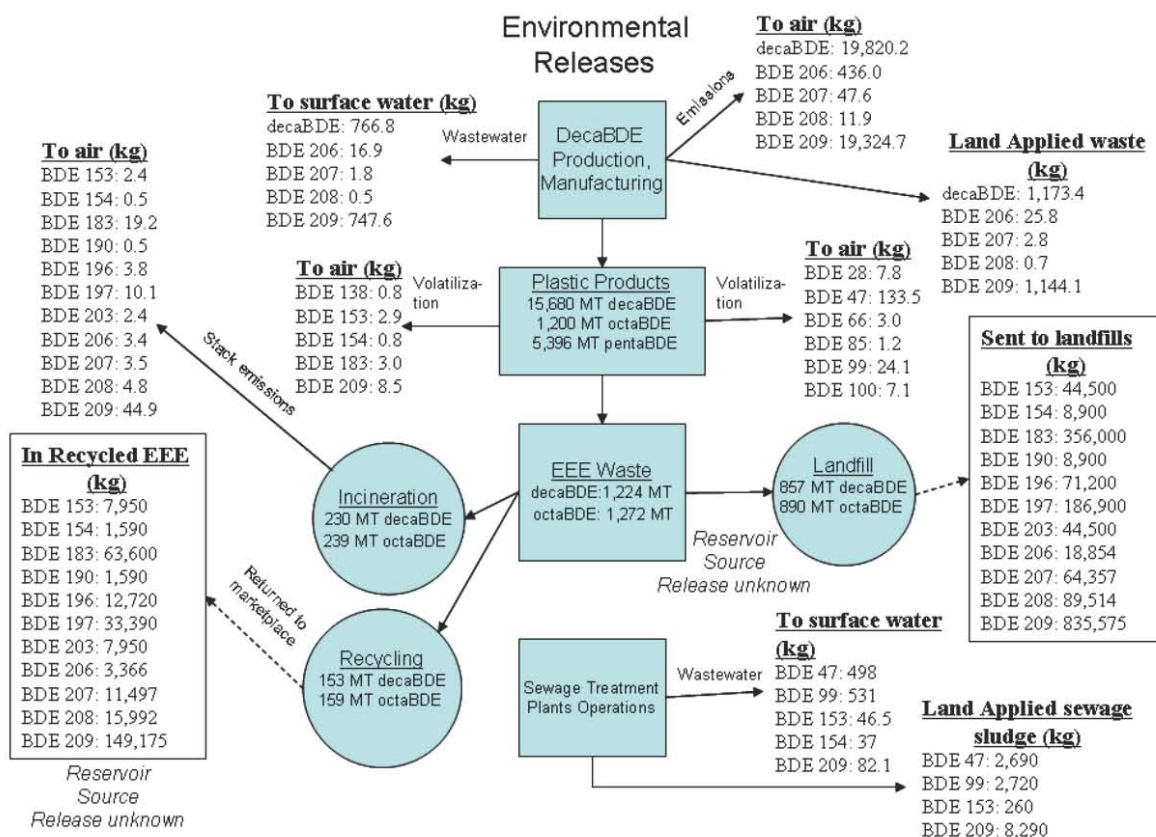 Environmental
Releases
To air (kg)
decaBDE: 19,820.2
BDE 206: 436.0
BDE 207: 47.6
BDE 208: 11.9
BDE 209: 19,324.7
Emissions
To surface water (kg)
decaBDE: 766.8
BDE 206: 16.9
BDE 207: 1.8
BDE 208: 0.5
BDE 209: 747.6
Wastewater
DecaBDE
Production,
Manufacturing
Land Applied waste
(kg)
decaBDE: 1,173.4
BDE 206: 25.8
BDE 207: 2.8
BDE 208: 0.7
BDE 209: 1,144.1
To air (kg)
BDE 153: 2.4
BDE 154: 0.5
BDE 183: 19.2
BDE 190: 0.5
BDE 196: 3.8
BDE 197: 10.1
BDE 203: 2.4
BDE 206: 3.4
BDE 207: 3.5
BDE 208: 4.8
BDE 209: 44.9
Stack emissions
To air (kg)
BDE 138: 0.8
BDE 153: 2.9
BDE 154: 0.8
BDE 183: 3.0
BDE 209: 8.5
Volatiliza-
tion
Plastic Products
15,680 MT decaBDE
1,200 MT octaBDE
5,396 MT pentaBDE
Volatiliza-
tion
To air (kg)
BDE 28: 7.8
BDE 47: 133.5
BDE 66: 3.0
BDE 85: 1.2
BDE 99: 24.1
BDE 100: 7.1
Sent to landfills
(kg)
BDE 153: 44,500
BDE 154: 8,900
BDE 183: 356,000
BDE 190: 8,900
BDE 196: 71,200
BDE 197: 186,900
BDE 203: 44,500
BDE 206: 18,854
BDE 207: 64,357
BDE 208: 89,514
BDE 209: 835,575
In Recycled EEE
(kg)
BDE 153: 7,950
BDE 154: 1,590
BDE 183: 63,600
BDE 190: 1,590
BDE 196: 12,720
BDE 197: 33,390
BDE 203: 7,950
BDE 206: 3,366
BDE 207: 11,497
BDE 208: 15,992
BDE 209: 149,175
Reservoir
Source
Release unknown
Incineration
230 MT decaBDE
239 MT octaBDE
EEE Waste
decaBDE:1,224 MT
octaBDE: 1,272 MT
Landfill
857 MT decaBDE
890 MT octaBDE
Reservoir
Source
Release unknown
Returned to
marketplace
Recycling
153 MT decaBDE
159 MT octaBDE
Sewage Treatment
Plants Operations
Wastewater
To surface water
(kg)
BDE 47: 498
BDE 99: 531
BDE 153: 46.5
BDE 154: 37
BDE 209: 82.1
Land Applied sewage
sludge (kg)
BDE 47: 2,690
BDE 99: 2,720
BDE 153: 260
BDE 209: 8,290